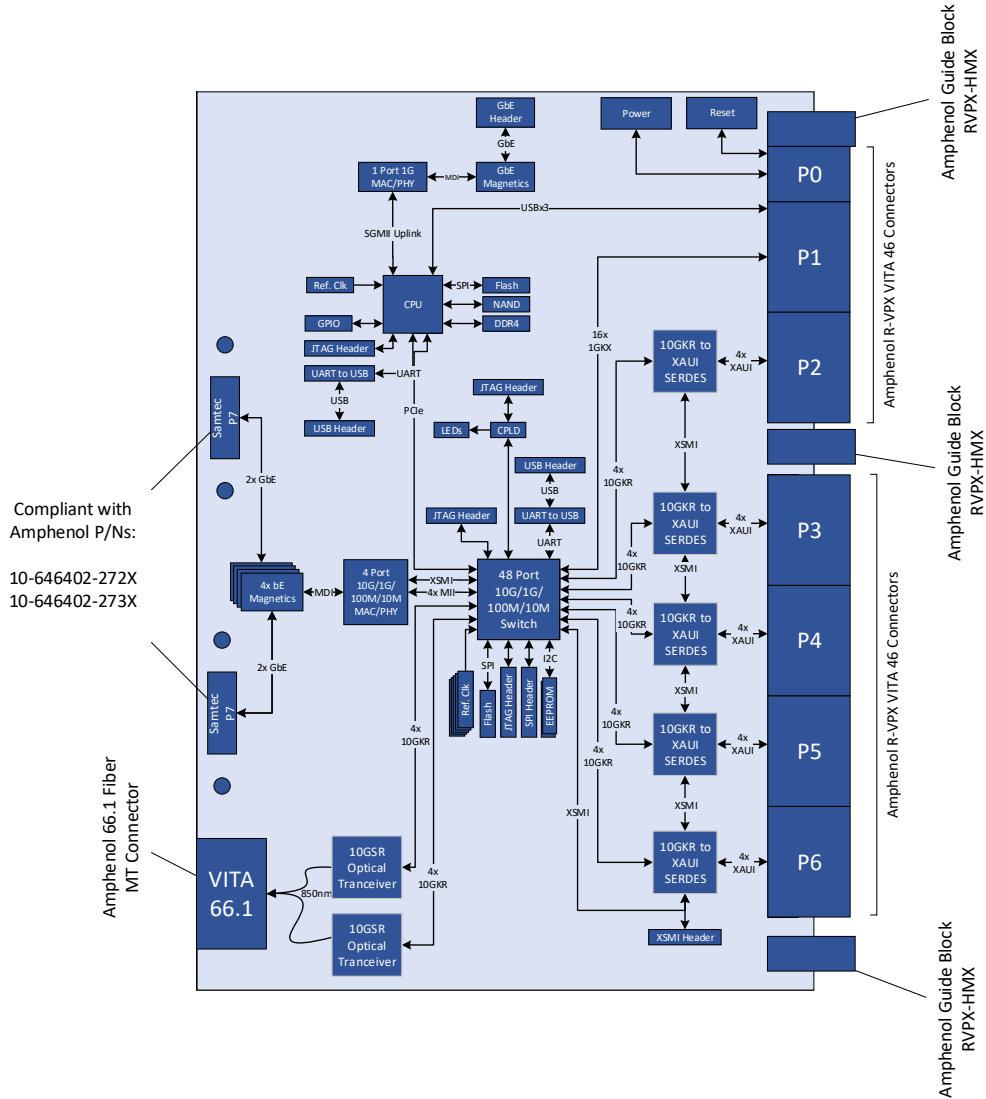 Amphenol Guide Block
RVPX-HMX
GbE
Header
GbE
GbE
Magnetics
MDI
1 Port 1G
MAC/PHY
SGMII Uplink
Power
Reset
P0
P1
P2
Amphenol R-VPX VITA 46 Connectors
USBx3
Ref. Clk
GPIO
JTAG Header
UART to USB
USB
USB Header
CPU
SPI
Flash
NAND
DDR4
UART
PCIe
16x
1GKX
10GKR to
XAUI
SERDES
4x
XAUI
Amphenol Guide Block
RVPX-HMX
Samtec
P7
2x GbE
Compliant with
Amphenol P/Ns:
10-646402-272X
10-646402-273X
JTAG Header
LEDs
CPLD
USB Header
USB
UART to USB
UART
JTAG Header
XSMI
4x
10GKR
10GKR to
XAUI
SERDES
4x
XAUI
P3
4x
10GKR
XSMI
4x bE
Magnetics
MDI
4 Port
10G/1G/
100M/10M
MAC/PHY
XSMI
4x MII
48 Port
10G/1G/
100M/10M
Switch
4x
10GKR
10GKR to
XAUI
SERDES
4x
XAUI
P4
Amphenol R-VPX VITA 46 Connectors
2x GbE
Samtec
P7
SPI
I2C
Ref. Clk
Flash
JTAG Header
SPI Header
EEPROM
XSMI
4x
10GKR
4x
10GKR
4x
10GKR
10GKR to
XAUI
SERDES
4x
XAUI
P5
XSMI
XSMI
Amphenol 66.1 Fiber
MT Connector
VITA
66.1
850nm
10GSR
Optical
Tranceiver
4x
10GKR
10GSR
Optical
Tranceiver
10GKR to
XAUI
SERDES
4x
XAUI
P6
XSMI Header
Amphenol Guide Block
RVPX-HMX